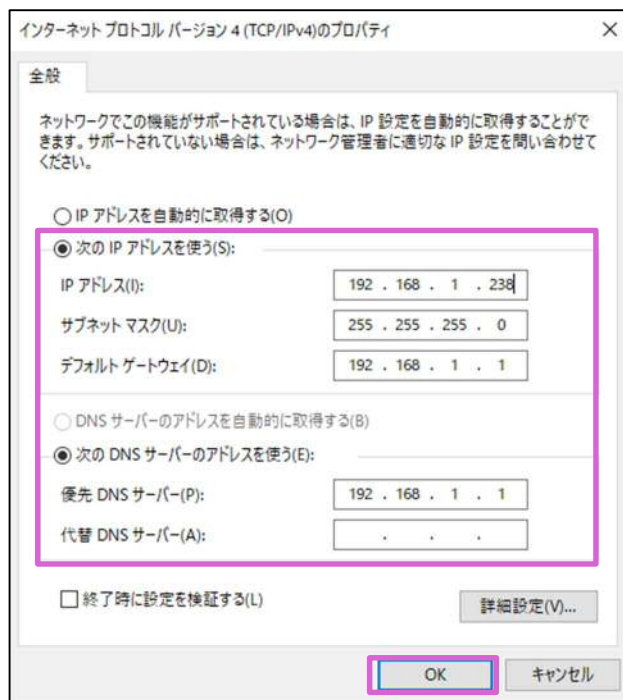 インターネット プロトコル バージョン 4 (TCP/IPv4)のプロパティ
全般
ネットワークでこの機能がサポートされている場合は、IP 設定を自動的に取得することがで
きます。サポートされていない場合は、ネットワーク管理者に適切な IP 設定を問い合わせて
ください。
IP アドレスを自動的に取得する(O)
次の IP アドレスを使う(S):
IP アドレス(I): 192 . 168 . 1 . 238
サブネット マスク(U): 255 . 255 . 255 . 0
デフォルト ゲートウェイ(D): 192 . 168 . 1 . 1
DNS サーバーのアドレスを自動的に取得する(B)
次の DNS サーバーのアドレスを使う(E):
優先 DNS サーバー(P): 192 . 168 . 1 . 1
代替 DNS サーバー(A): . . .
終了時に設定を検証する(L)
詳細設定(V)...
OK キャンセル